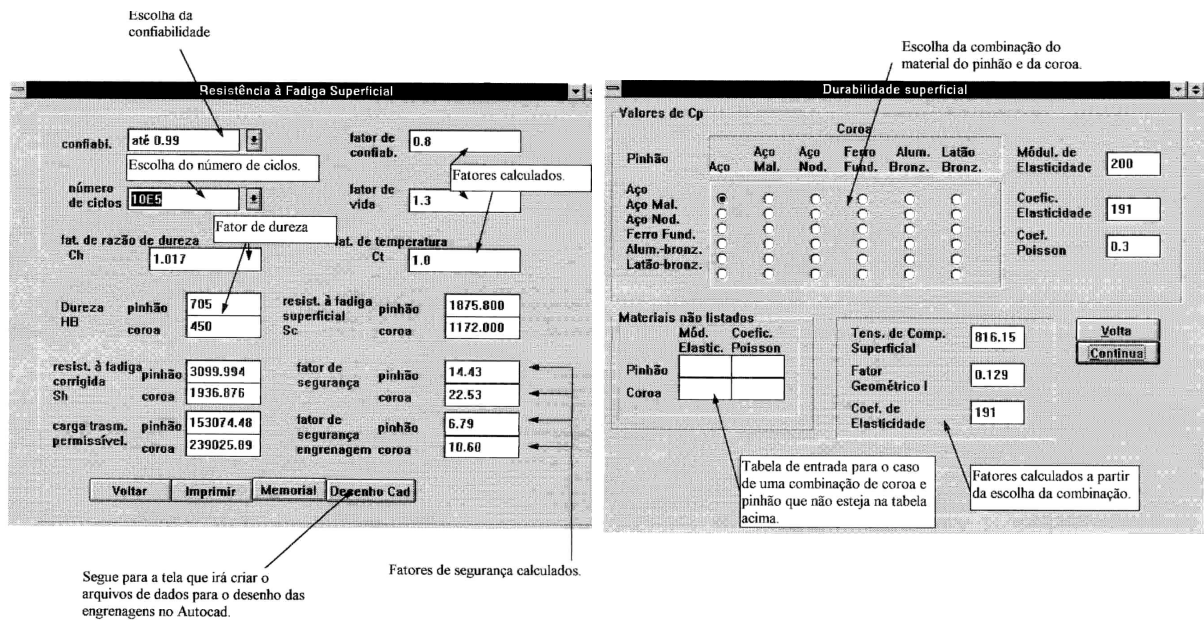 Escolha da
confiabilidade
Resistência à Fadiga Superficial
confiabi.
até 0.99
fator de
confiab.
0.8
Escolha do número de ciclos.
Fatores calculados.
número
de ciclos
10E5
fator de
vida
1.3
Fator de dureza
fat. de razão de dureza
Ch
1.017
fat. de temperatura
Ct
1.0
Dureza
HB
pinhão
705
coroa
450
resist. à fadiga
superficial
Sc
pinhão
1875.800
coroa
1172.000
resist. à fadiga
corrigida
Sh
pinhão
3099.994
coroa
1936.876
fator de
segurança
pinhão
14.43
coroa
22.53
carga trasm.
permissível.
pinhão
153074.48
coroa
239025.89
fator de
segurança
engrenagem
pinhão
6.79
coroa
10.60
Voltar
Imprimir
Memorial
Desenho Cad
Segue para a tela que irá criar o
arquivos de dados para o desenho das
engrenagens no Autocad.
Fatores de segurança calculados.
Escolha da combinação do
material do pinhão e da coroa.
Durabilidade superficial
Valores de Cp
Coroa
Pinhão
Aço
Aço
Mal.
Aço
Nod.
Ferro
Fund.
Alum.
Bronz.
Latão
Bronz.
Aço
Aço Mal.
Aço Nod.
Ferro Fund.
Alum.-bronz.
Latão-bronz.
Módul. de
Elasticidade
200
Coefic.
Elasticidade
191
Coef.
Poisson
0.3
Materiais não listados
Mód.
Elastic.
Coefic.
Poisson
Pinhão
Coroa
Tens. de Comp.
Superficial
816.15
Fator
Geométrico I
0.129
Coef. de
Elasticidade
191
Volta
Continua
Tabela de entrada para o caso
de uma combinação de coroa e
pinhão que não esteja na tabela
acima.
Fatores calculados a partir
da escolha da combinação.